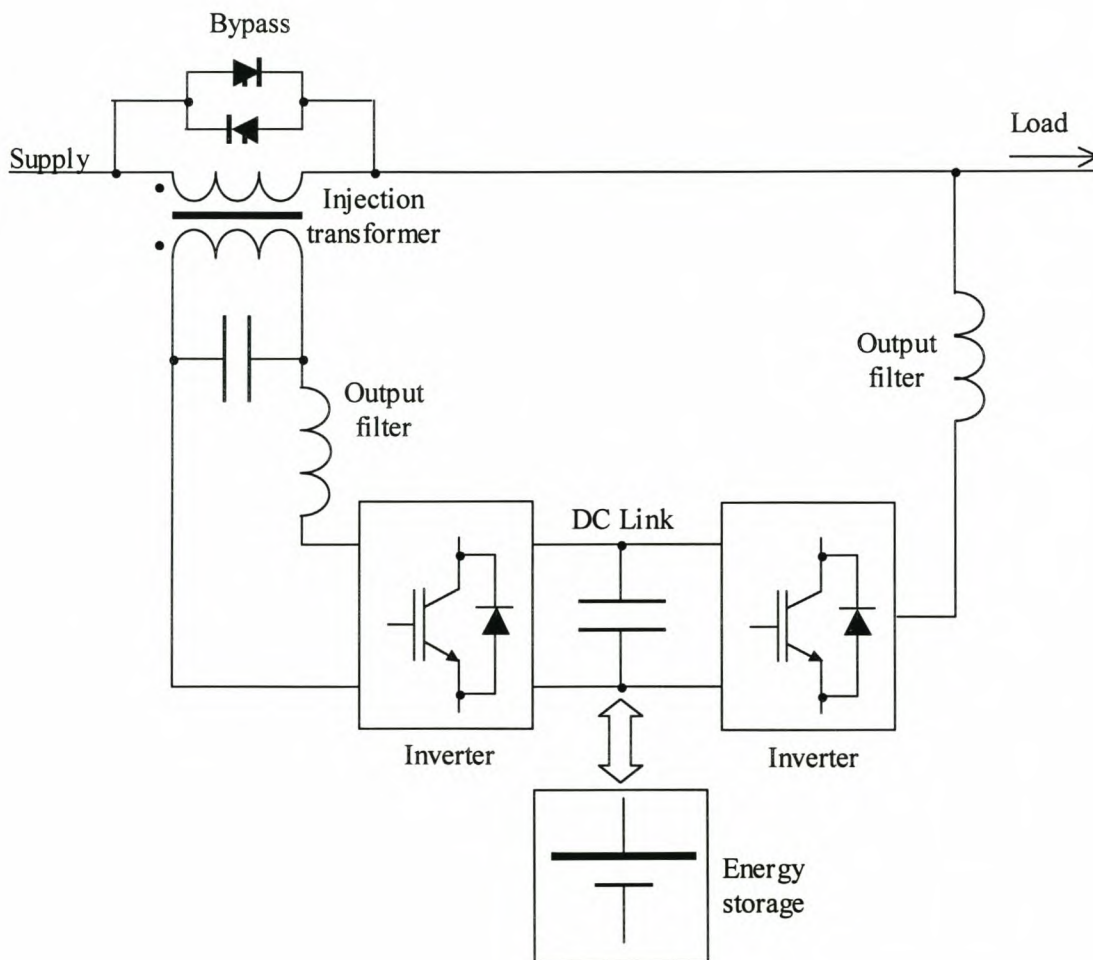 Bypass
Load
Supply
Injection
transformer
Output
filter
Output
filter
DC Link
Inverter
Inverter
Energy
storage